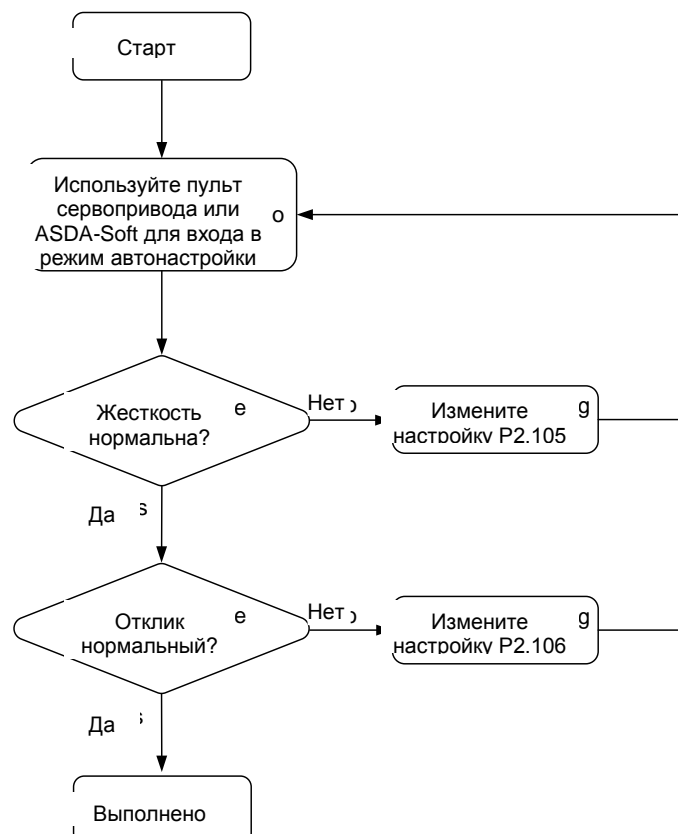 Старт
Используйте пульт
сервопривода или
ASDA-Soft для входа в
режим автонастройки
o
Жесткость
нормальна?
e
Нет
Измените
настройку P2.105
g
Да
s
Отклик
нормальный?
e
Нет
Измените
настройку P2.106
g
Да
Выполнено